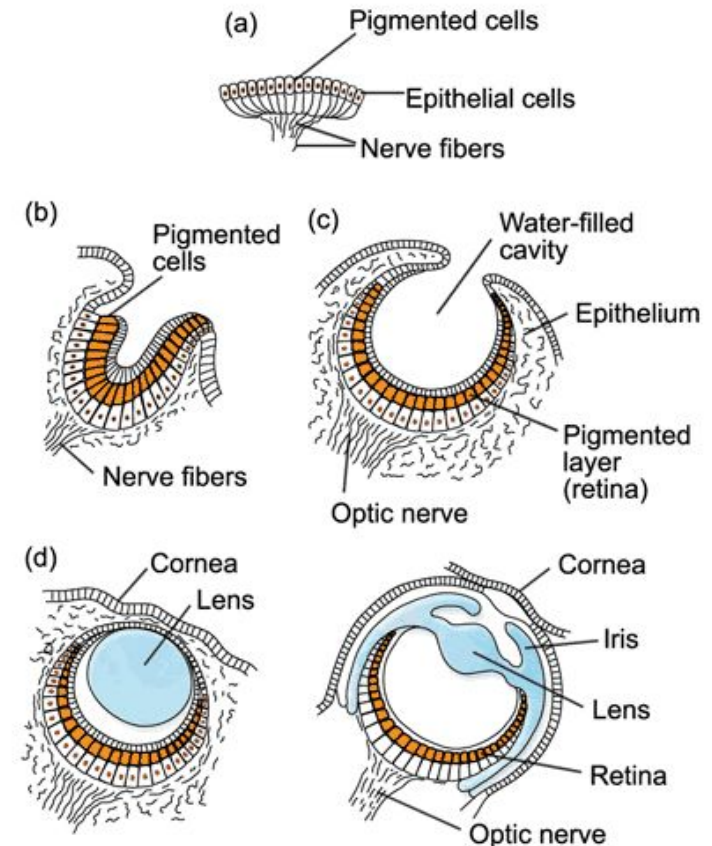 (a)
Pigmented cells
Epithelial cells
Nerve fibers
(b)
Pigmented
cells
Nerve fibers
(c)
Water-filled
cavity
Epithelium
Pigmented
layer
(retina)
Optic nerve
(d)
Cornea
Lens
Cornea
Iris
Lens
Retina
Optic nerve